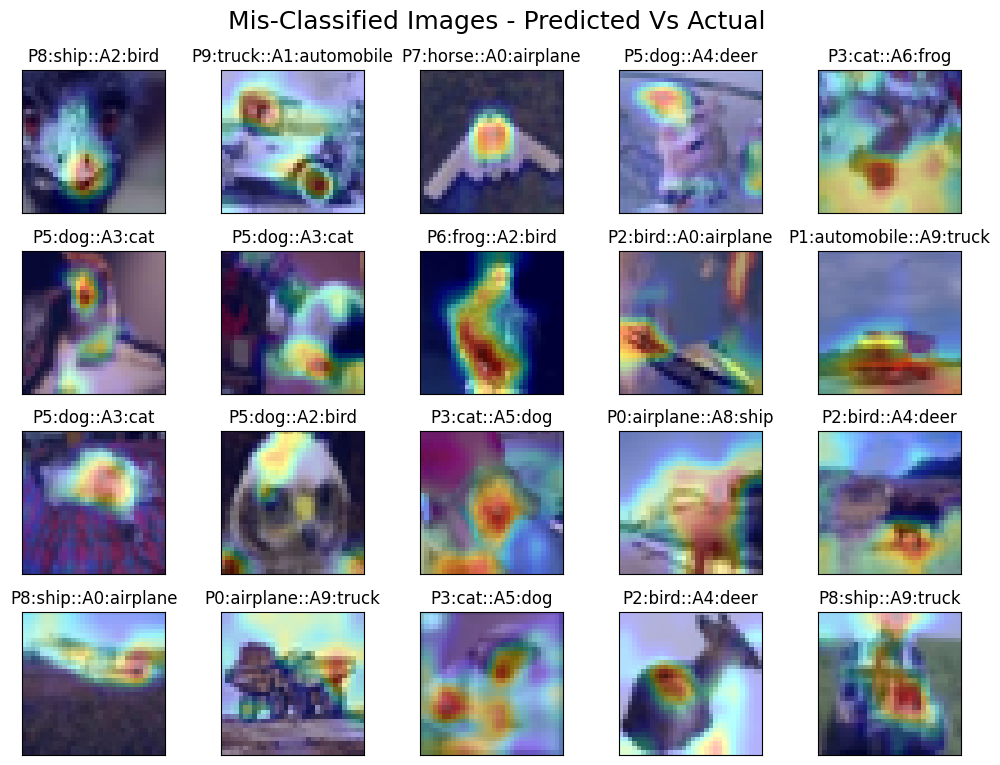 Mis-Classified Images - Predicted Vs Actual
P8:ship::A2:bird
P9:truck::A1:automobile
P7:horse::A0:airplane
P5:dog::A4:deer
P3:cat::A6:frog
P5:dog::A3:cat
P5:dog::A3:cat
P6:frog::A2:bird
P2:bird::A0:airplane
P1:automobile::A9:truck
P5:dog::A3:cat
P5:dog::A2:bird
P3:cat::A5:dog
P0:airplane::A8:ship
P2:bird::A4:deer
P8:ship::A0:airplane
P0:airplane::A9:truck
P3:cat::A5:dog
P2:bird::A4:deer
P8:ship::A9:truck